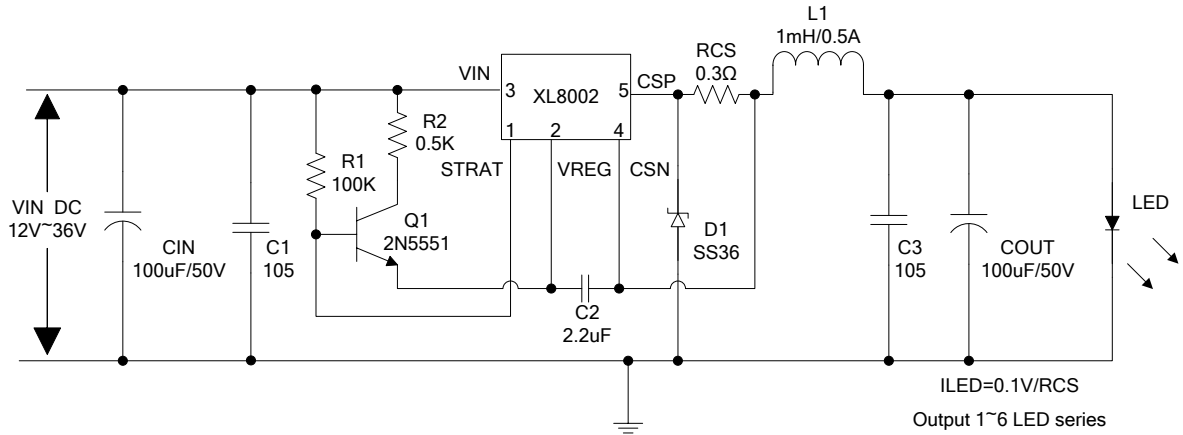 L1
1mH/0.5A
RCS
0.3Ω
VIN
3
XL8002
5
CSP
1
2
4
STRAT
VREG
CSN
R2
0.5K
R1
100K
Q1
2N5551
VIN DC
12V~36V
CIN
100uF/50V
C1
105
C2
2.2uF
D1
SS36
C3
105
COUT
100uF/50V
LED
ILED=0.1V/RCS
Output 1~6 LED series